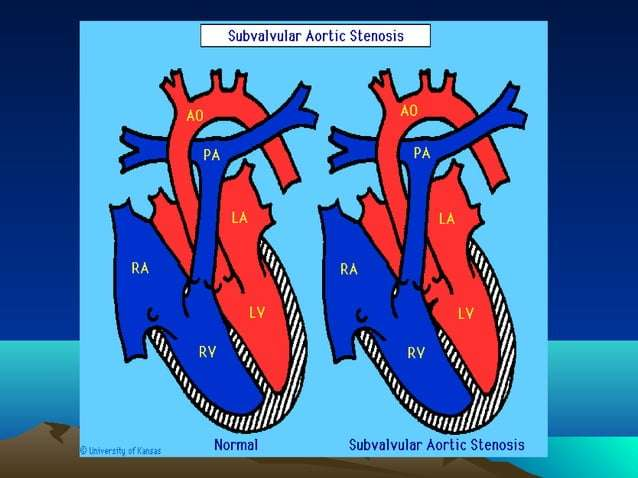 Subvalvular Aortic Stenosis
AO
PA
LA
RA
LV
RV
AO
PA
LA
RA
LV
RV
Normal
Subvalvular Aortic Stenosis
© University of Kansas